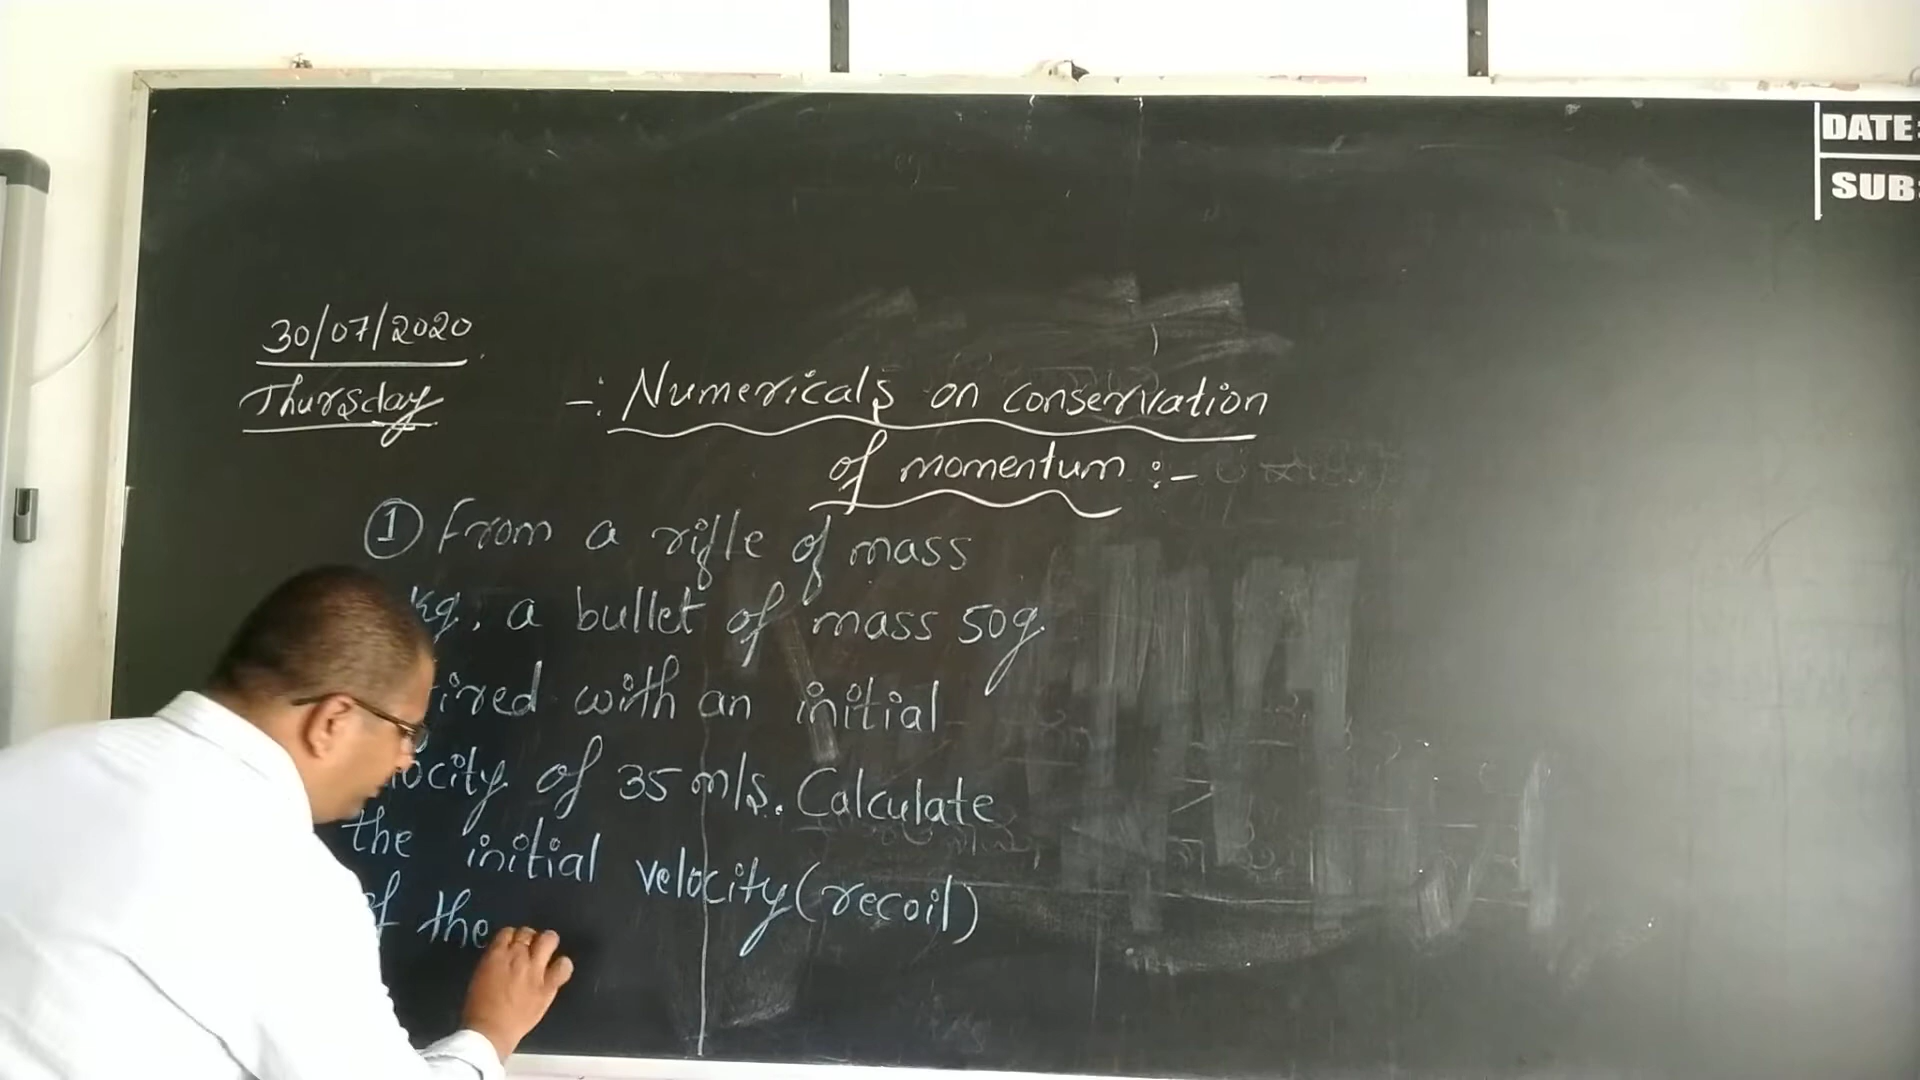 DATE:
SUB:
30/07/2020
Thursday
-: Numericals on conservation
of momentum :-
① From a rifle of mass
kg, a bullet of mass 50g
ired with an initial
ocity of 35 m/s. Calculate
the initial velocity (recoil)
of the